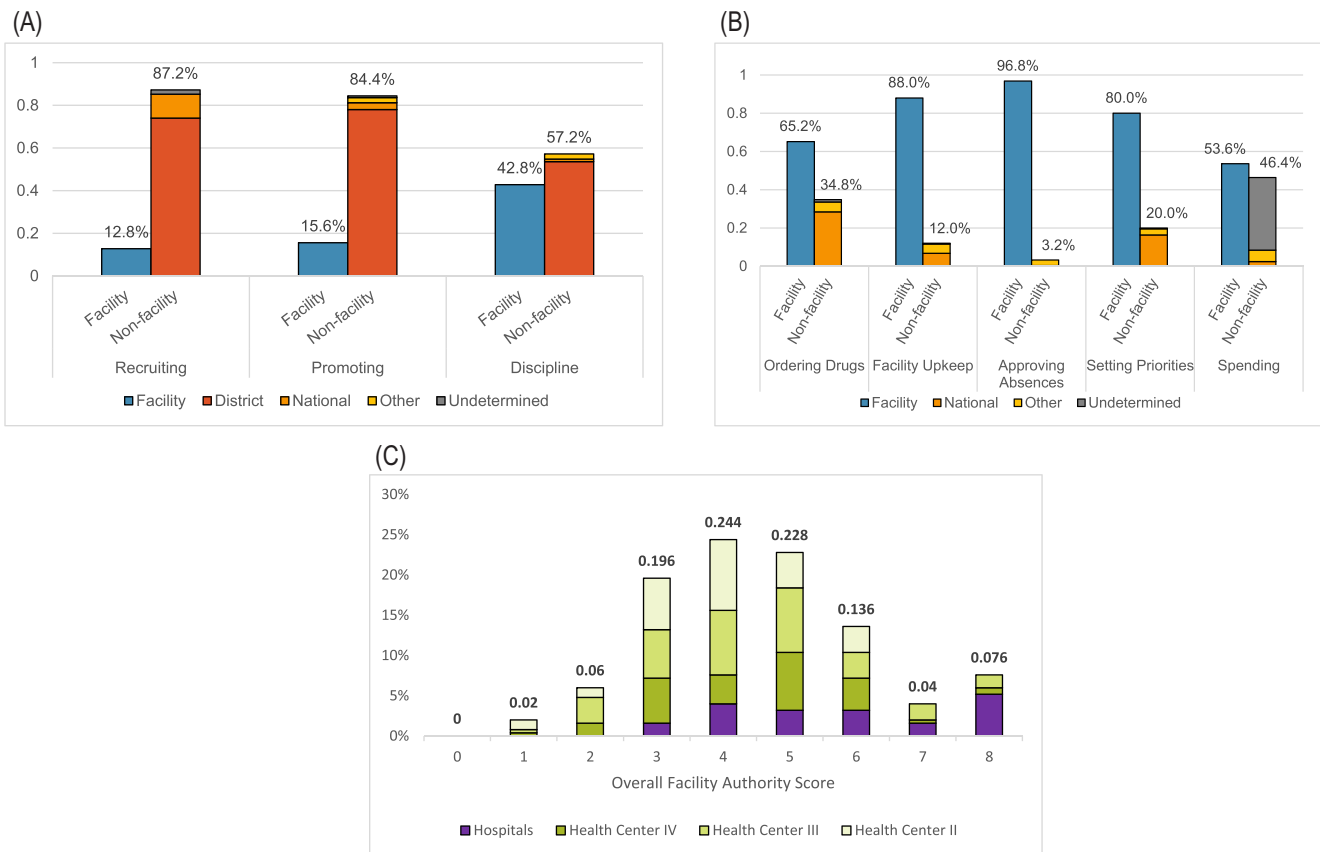 (A)
1
0.8
0.6
0.4
0.2
0
12.8%
87.2%
15.6%
84.4%
42.8%
57.2%
Facility
Non-facility
Facility
Non-facility
Facility
Non-facility
Recruiting
Promoting
Discipline
Facility District National Other Undetermined
(B)
1
0.8
0.6
0.4
0.2
0
65.2%
34.8%
88.0%
12.0%
96.8%
3.2%
80.0%
20.0%
53.6%
46.4%
Facility
Non-facility
Facility
Non-facility
Facility
Non-facility
Facility
Non-facility
Facility
Non-facility
Ordering Drugs
Facility Upkeep
Approving
Absences
Setting Priorities
Spending
Facility National Other Undetermined
(C)
30%
25%
20%
15%
10%
5%
0%
0
0.02
0.06
0.196
0.244
0.228
0.136
0.04
0.076
0 1 2 3 4 5 6 7 8
Overall Facility Authority Score
Hospitals Health Center IV Health Center III Health Center II